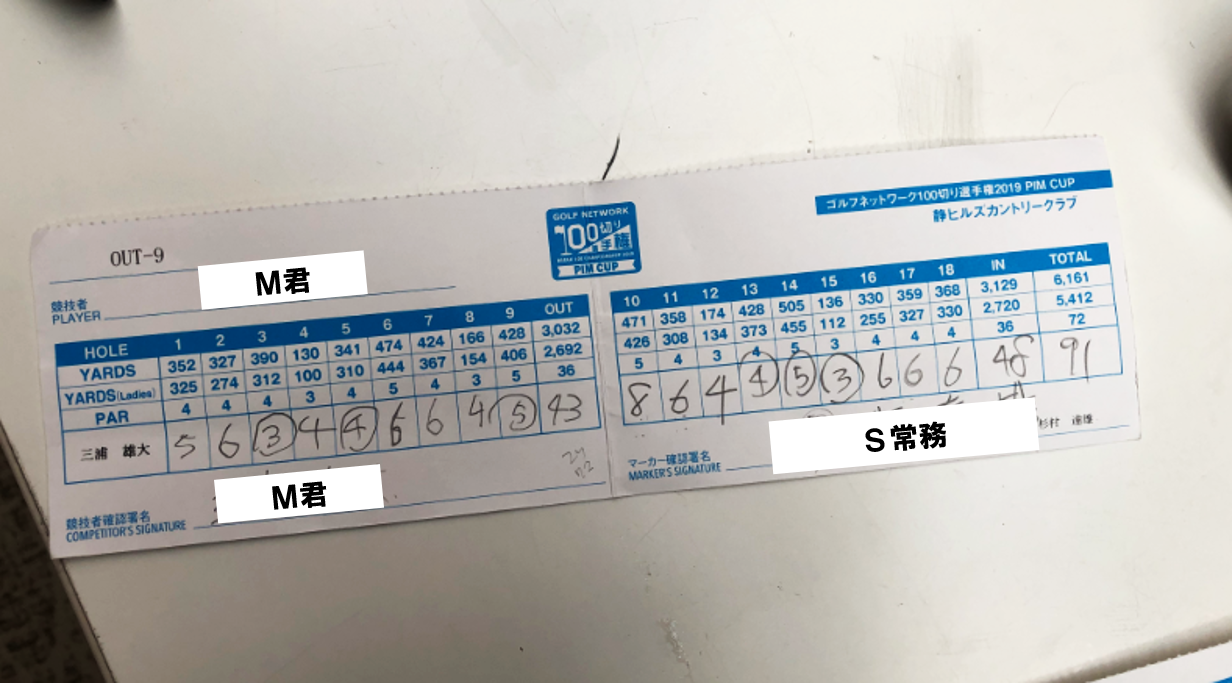 OUT-9
競技者
PLAYER
M君
HOLE 1 2 3 4 5 6 7 8 9 OUT
YARDS 352 327 390 130 341 474 424 166 428 3,032
YARDS(Ladies) 325 274 312 100 310 444 367 154 406 2,692
PAR 4 4 4 3 4 5 4 3 5 36
三浦 雄大 5 6 3 4 4 6 6 4 5 43
競技者確認署名
COMPETITOR'S SIGNATURE
M君
GOLF NETWORK
100切り
選手権
PIM CUP
ゴルフネットワーク100切り選手権2019 PIM CUP
静ヒルズカントリークラブ
10 11 12 13 14 15 16 17 18 IN TOTAL
471 358 174 428 505 136 330 359 368 3,129 6,161
426 308 134 373 455 112 255 327 330 2,720 5,412
5 4 3 4 5 3 4 4 4 36 72
8 6 4 4 5 3 6 6 6 48 91
マーカー確認署名
MARKER'S SIGNATURE
S常務
杉村 達雄